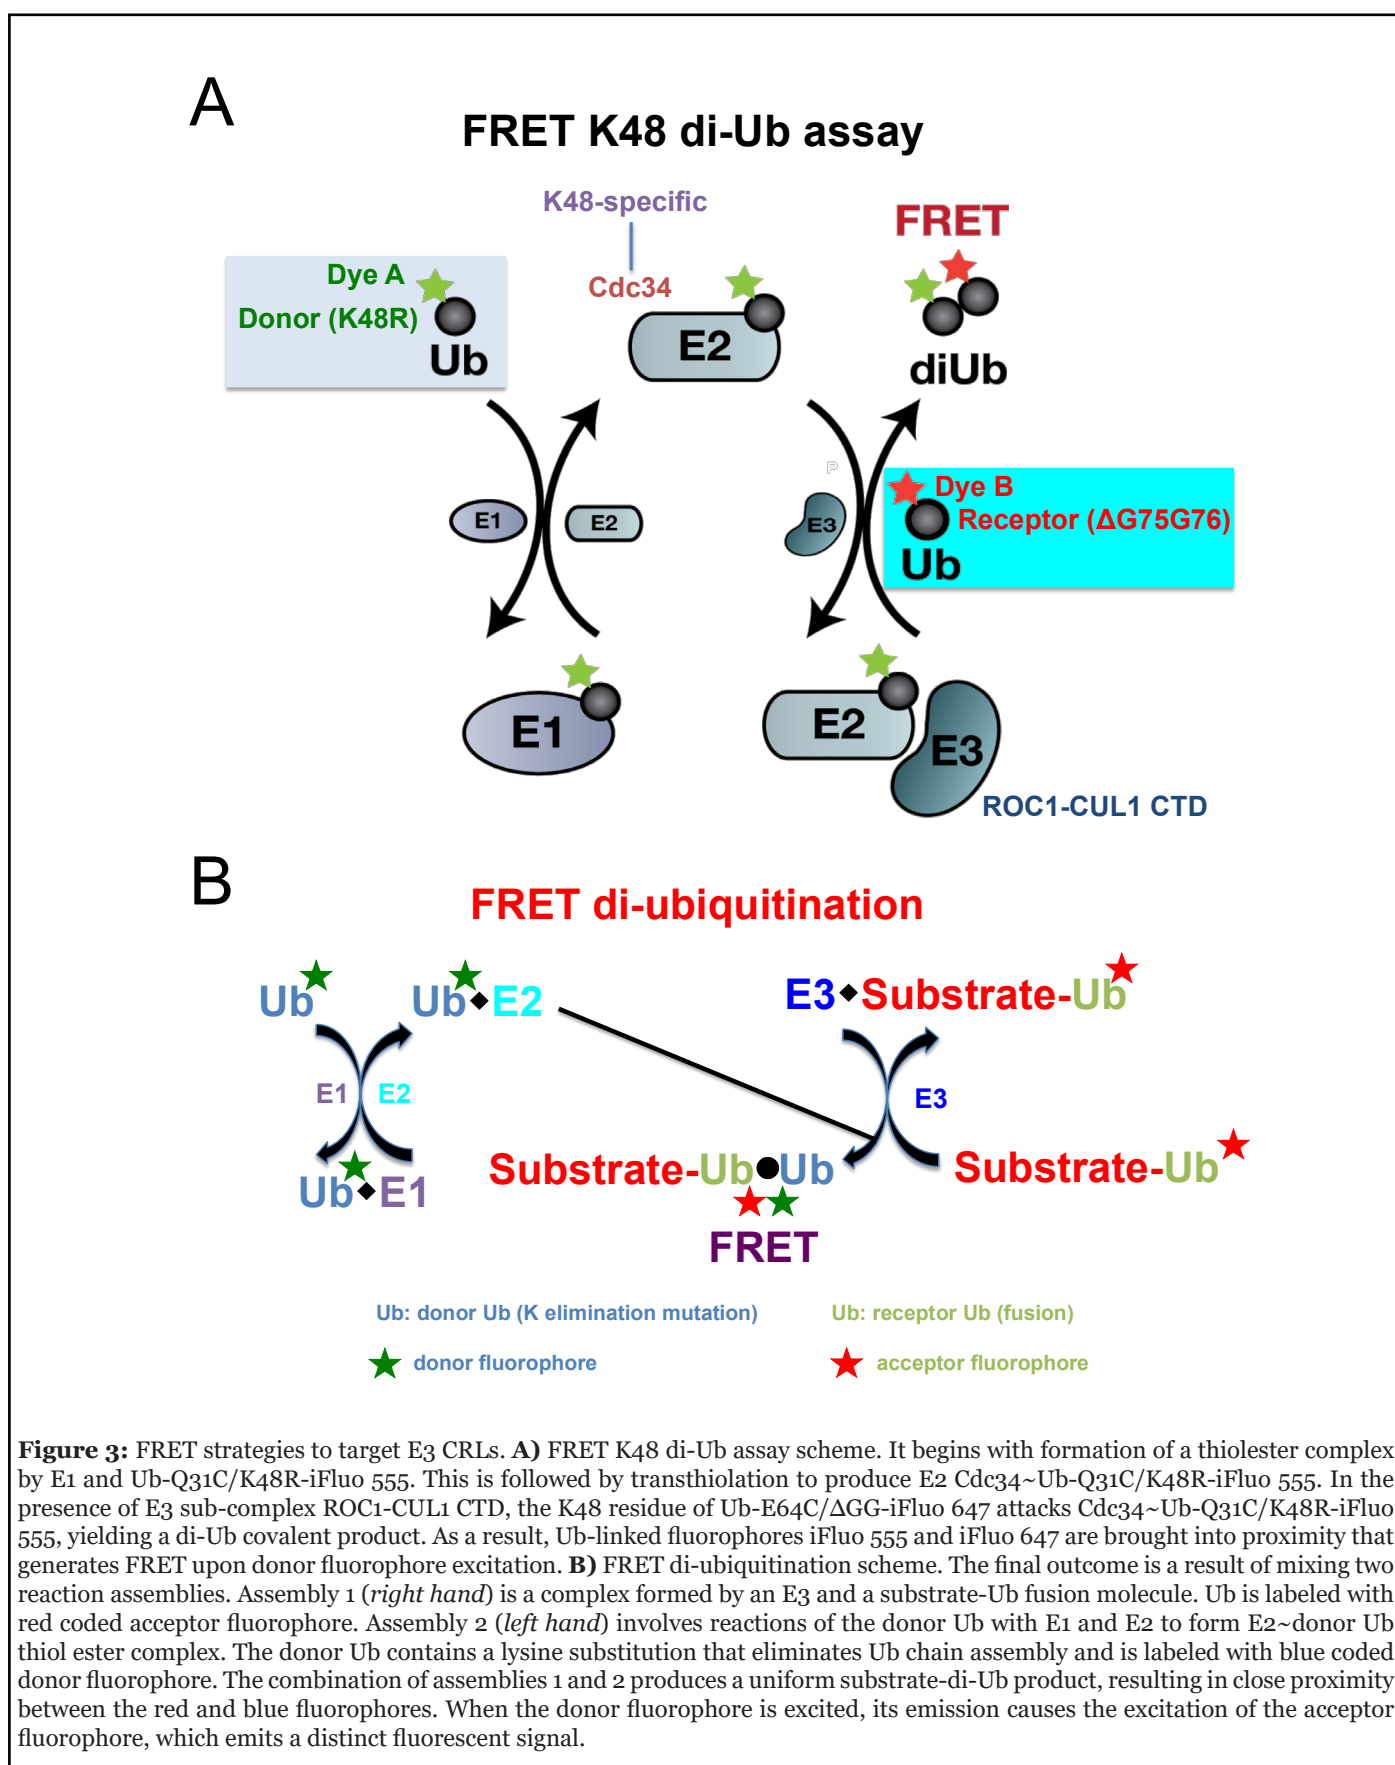 A
FRET K48 di-Ub assay
K48-specific
FRET
Dye A
Donor (K48R)
Ub
Cdc34
E2
diUb
P
E1
E2
E3
Dye B
Receptor (ΔG75G76)
Ub
E1
E2
E3
ROC1-CUL1 CTD
B
FRET di-ubiquitination
Ub
Ub◆E2
E3◆Substrate-Ub
E1
E2
E3
Ub◆E1
Substrate-Ub●Ub
Substrate-Ub
FRET
Ub: donor Ub (K elimination mutation)
Ub: receptor Ub (fusion)
donor fluorophore
acceptor fluorophore
Figure 3: FRET strategies to target E3 CRLs. A) FRET K48 di-Ub assay scheme. It begins with formation of a thiolester complex
by E1 and Ub-Q31C/K48R-iFluo 555. This is followed by transthiolation to produce E2 Cdc34~Ub-Q31C/K48R-iFluo 555. In the
presence of E3 sub-complex ROC1-CUL1 CTD, the K48 residue of Ub-E64C/ΔGG-iFluo 647 attacks Cdc34~Ub-Q31C/K48R-iFluo
555, yielding a di-Ub covalent product. As a result, Ub-linked fluorophores iFluo 555 and iFluo 647 are brought into proximity that
generates FRET upon donor fluorophore excitation. B) FRET di-ubiquitination scheme. The final outcome is a result of mixing two
reaction assemblies. Assembly 1 (right hand) is a complex formed by an E3 and a substrate-Ub fusion molecule. Ub is labeled with
red coded acceptor fluorophore. Assembly 2 (left hand) involves reactions of the donor Ub with E1 and E2 to form E2~donor Ub
thiol ester complex. The donor Ub contains a lysine substitution that eliminates Ub chain assembly and is labeled with blue coded
donor fluorophore. The combination of assemblies 1 and 2 produces a uniform substrate-di-Ub product, resulting in close proximity
between the red and blue fluorophores. When the donor fluorophore is excited, its emission causes the excitation of the acceptor
fluorophore, which emits a distinct fluorescent signal.